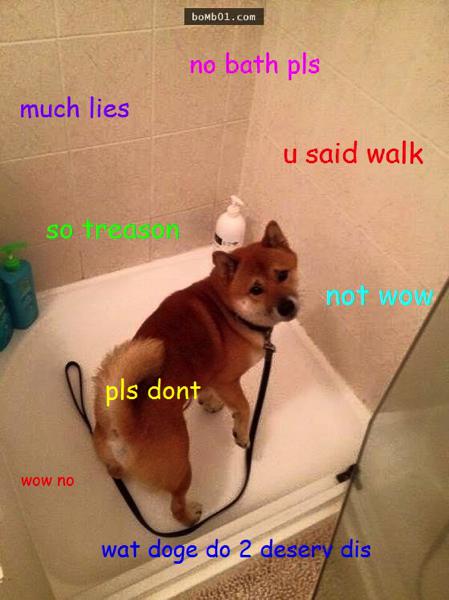 boMb01.com
no bath pls
much lies
u said walk
so treason
not wow
pls dont
wow no
wat doge do 2 deserv dis